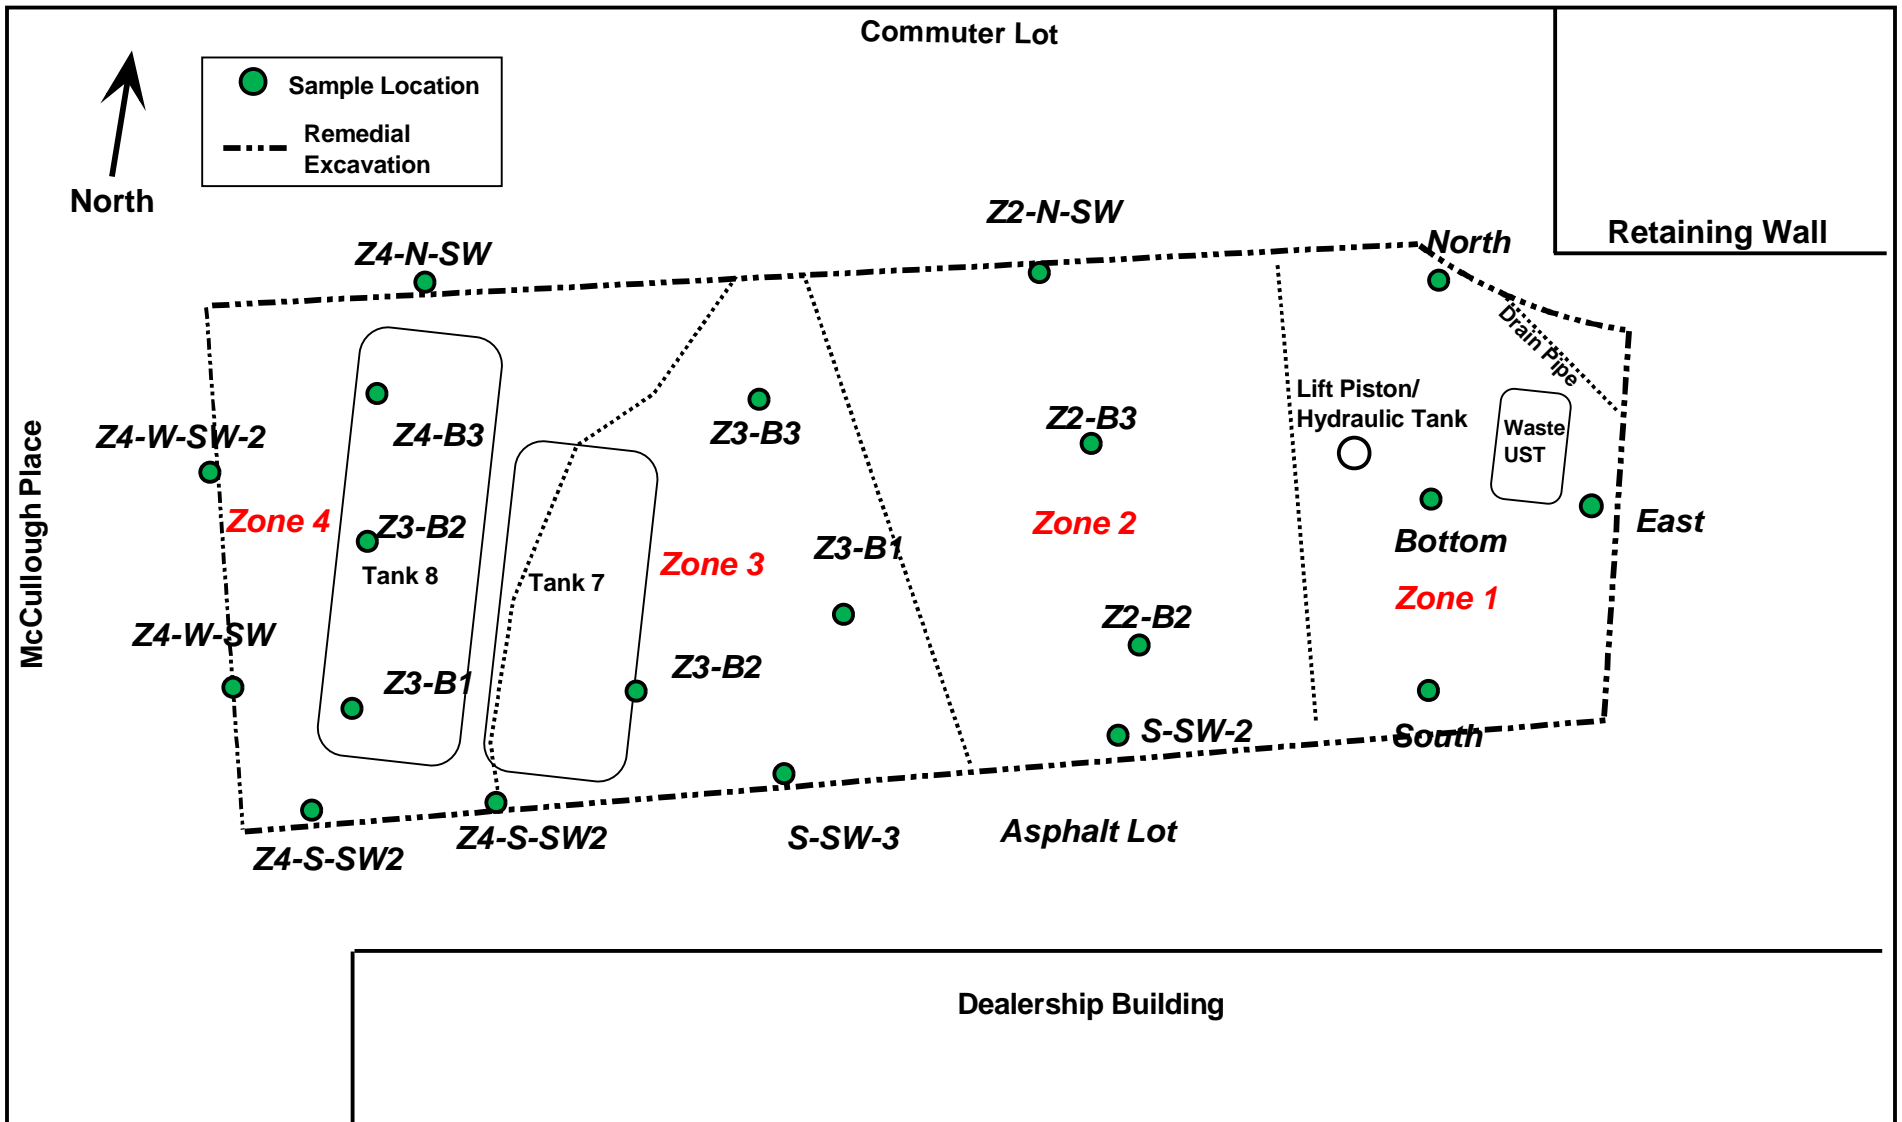 Commuter Lot
Sample Location
Remedial
Excavation
North
Z2-N-SW
North
Retaining Wall
Z4-N-SW
Drain Pipe
Lift Piston/
Hydraulic Tank
Waste
UST
Z4-W-SW-2
Z4-B3
Z3-B3
Z2-B3
McCullough Place
Zone 4
Z3-B2
Tank 8
Tank 7
Zone 3
Z3-B1
Zone 2
Bottom
East
Zone 1
Z4-W-SW
Z3-B1
Z3-B2
Z2-B2
S-SW-2
South
Z4-S-SW2
Z4-S-SW2
S-SW-3
Asphalt Lot
Dealership Building